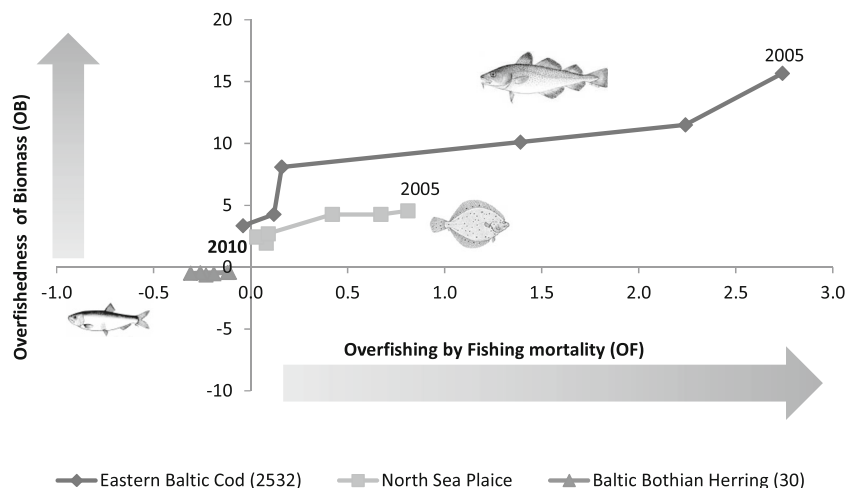 20
2005
15
10
5
2005
2010
0
-1.0 -0.5 0.0 0.5 1.0 1.5 2.0 2.5 3.0
-5
-10
Overfishedness of Biomass (OB)
Overfishing by Fishing mortality (OF)
Eastern Baltic Cod (2532) North Sea Plaice Baltic Bothian Herring (30)